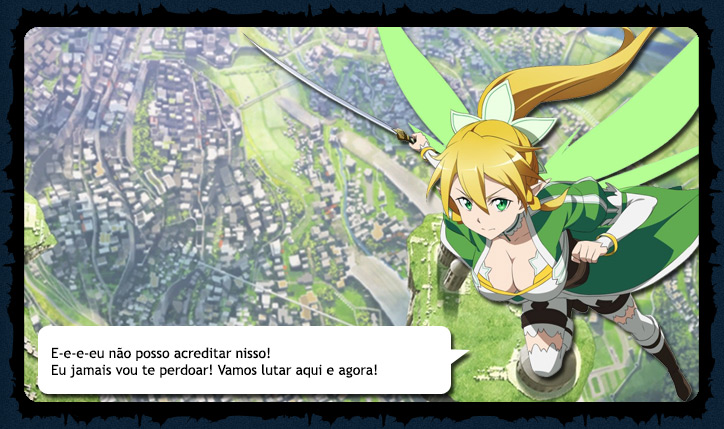 E-e-e-eu não posso acreditar nisso!
Eu jamais vou te perdoar! Vamos lutar aqui e agora!